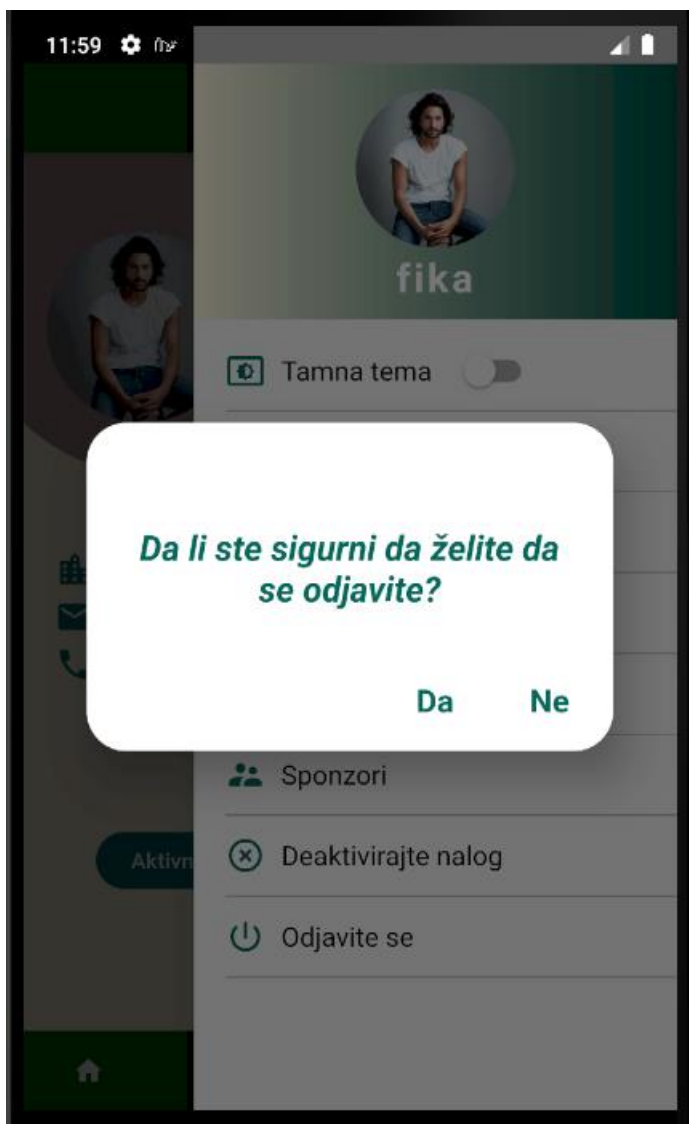 11:59
fika
Tamna tema
Da li ste sigurni da želite da
se odjavite?
Da Ne
Sponzori
Aktivn
Deaktivirajte nalog
Odjavite se